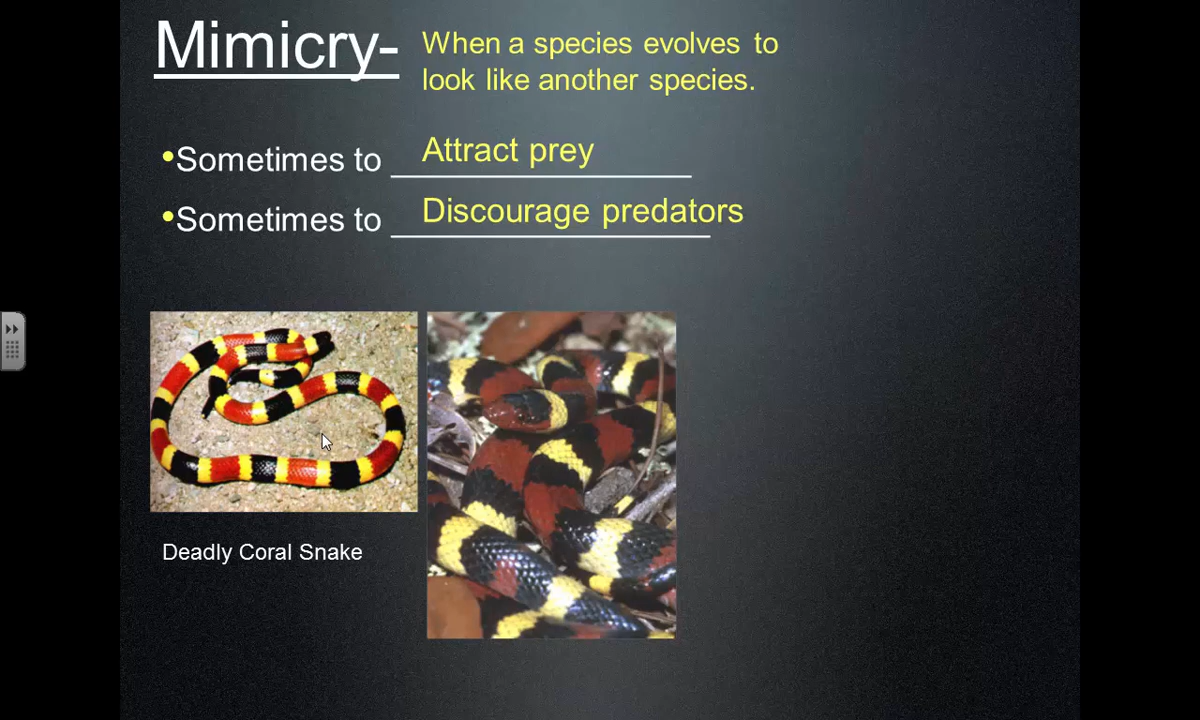 Mimicry-
When a species evolves to
look like another species.
•Sometimes to Attract prey
•Sometimes to Discourage predators
Deadly Coral Snake